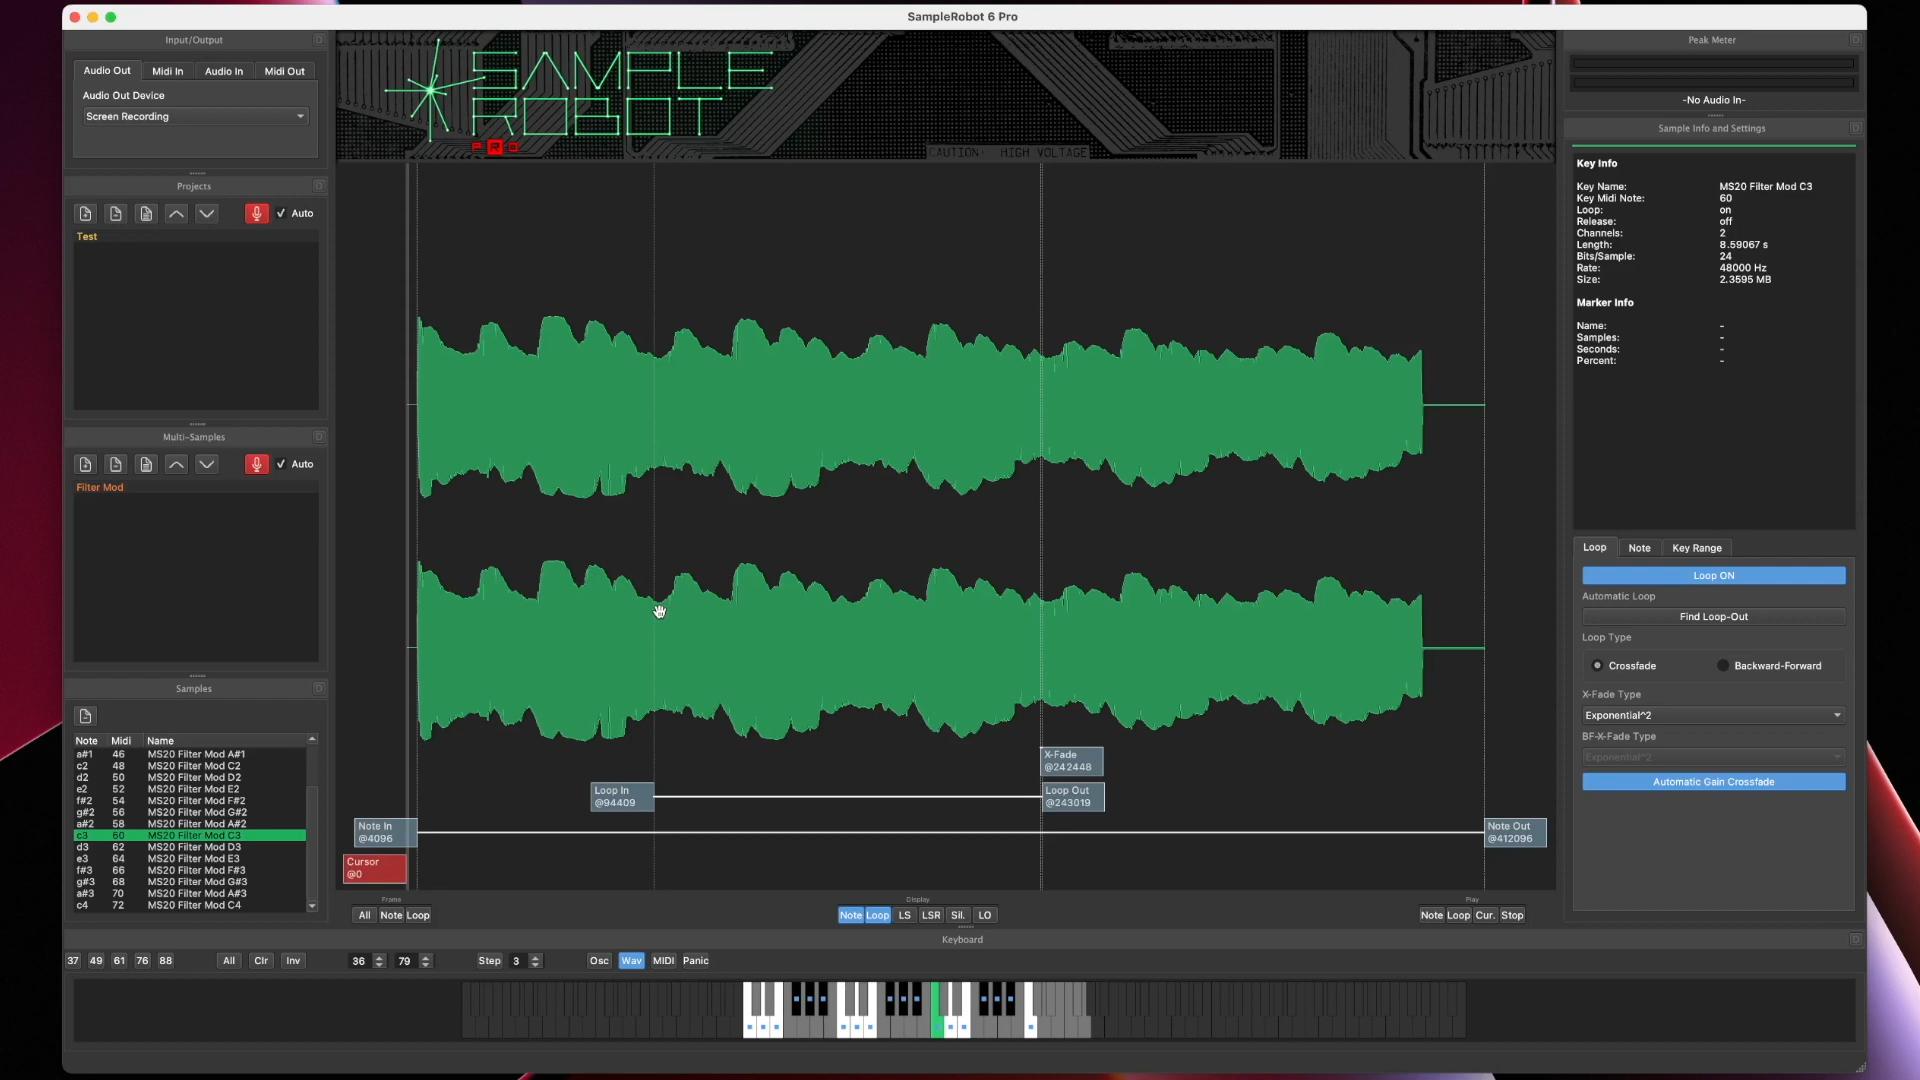 SampleRobot 6 Pro
Input/Output
Audio Out Midi In Audio In Midi Out
Audio Out Device
Screen Recording
Projects
Auto
Test
Multi-Samples
Auto
Filter Mod
Samples
Note Midi Name
a#1 46 MS20 Filter Mod A#1
c2 48 MS20 Filter Mod C2
d2 50 MS20 Filter Mod D2
e2 52 MS20 Filter Mod E2
f#2 54 MS20 Filter Mod F#2
g#2 56 MS20 Filter Mod G#2
a#2 58 MS20 Filter Mod A#2
c3 60 MS20 Filter Mod C3
d3 62 MS20 Filter Mod D3
e3 64 MS20 Filter Mod E3
f#3 66 MS20 Filter Mod F#3
g#3 68 MS20 Filter Mod G#3
a#3 70 MS20 Filter Mod A#3
c4 72 MS20 Filter Mod C4
SAMPLE
ROBOT
PRO
CAUTION: HIGH VOLTAGE
X-Fade
@242448
Loop In
@94409
Loop Out
@243019
Note In
@4096
Note Out
@412096
Cursor
@0
Frame
All Note Loop
Display
Note Loop LS LSR Sil. LO
Play
Note Loop Cur. Stop
Peak Meter
-No Audio In-
Sample Info and Settings
Key Info
Key Name: MS20 Filter Mod C3
Key Midi Note: 60
Loop: on
Release: off
Channels: 2
Length: 8.59067 s
Bits/Sample: 24
Rate: 48000 Hz
Size: 2.3595 MB
Marker Info
Name: -
Samples: -
Seconds: -
Percent: -
Loop Note Key Range
Loop ON
Automatic Loop
Find Loop-Out
Loop Type
Crossfade Backward-Forward
X-Fade Type
Exponential^2
BF-X-Fade Type
Exponential^2
Automatic Gain Crossfade
Keyboard
37 49 61 76 88 All Clr Inv 36 79 Step 3 Osc Wav MIDI Panic